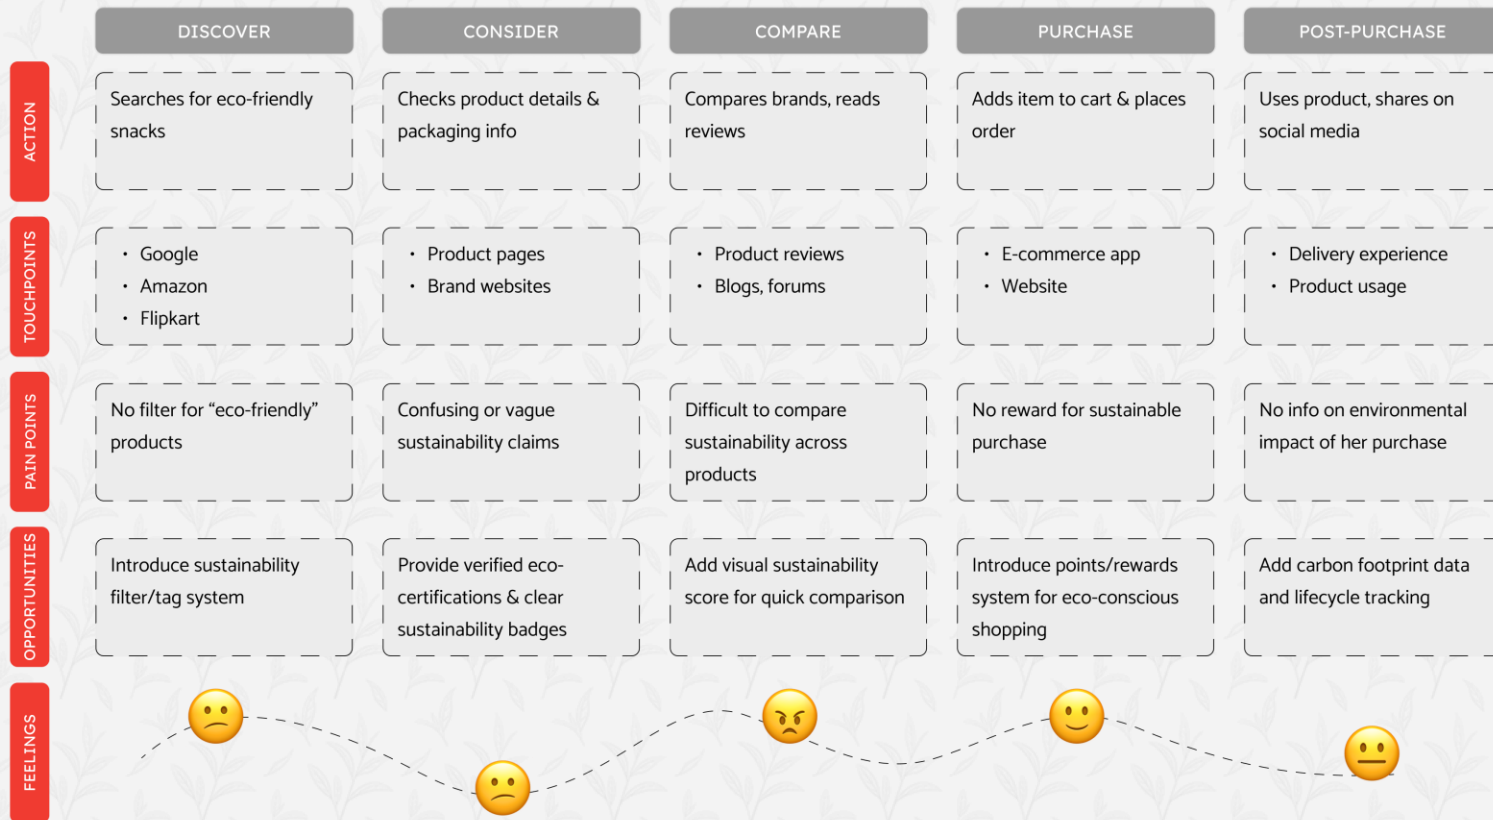 DISCOVER
CONSIDER
COMPARE
PURCHASE
POST-PURCHASE
ACTION
Searches for eco-friendly
snacks
Checks product details &
packaging info
Compares brands, reads
reviews
Adds item to cart & places
order
Uses product, shares on
social media
TOUCHPOINTS
• Google
• Amazon
• Flipkart
• Product pages
• Brand websites
• Product reviews
• Blogs, forums
• E-commerce app
• Website
• Delivery experience
• Product usage
PAIN POINTS
No filter for “eco-friendly”
products
Confusing or vague
sustainability claims
Difficult to compare
sustainability across
products
No reward for sustainable
purchase
No info on environmental
impact of her purchase
OPPORTUNITIES
Introduce sustainability
filter/tag system
Provide verified eco-
certifications & clear
sustainability badges
Add visual sustainability
score for quick comparison
Introduce points/rewards
system for eco-conscious
shopping
Add carbon footprint data
and lifecycle tracking
FEELINGS